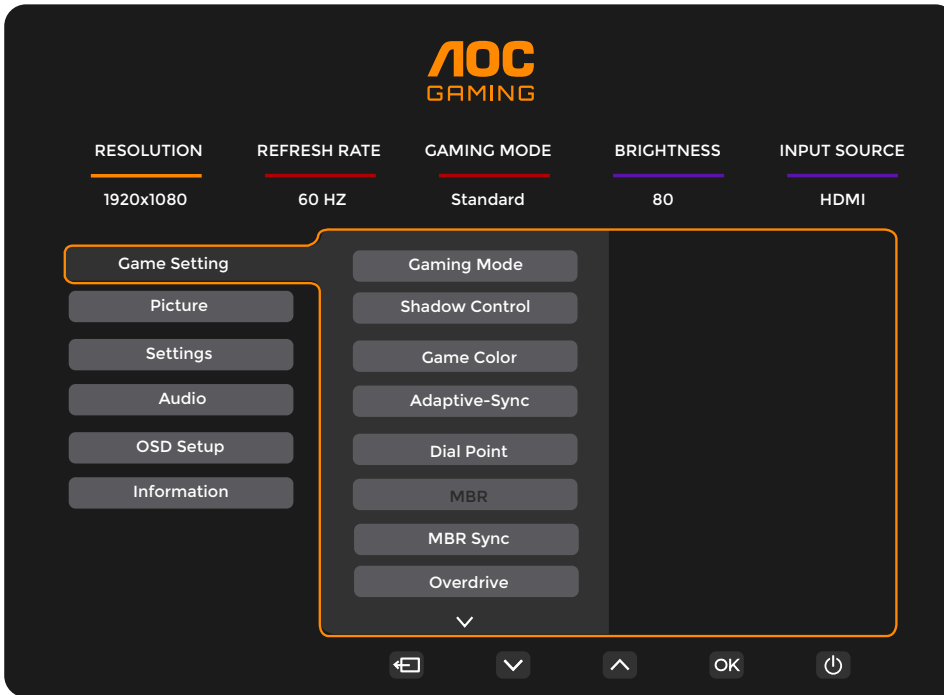 AOC
GAMING
RESOLUTION REFRESH RATE GAMING MODE BRIGHTNESS INPUT SOURCE
1920x1080 60 HZ Standard 80 HDMI
Game Setting
Picture
Settings
Audio
OSD Setup
Information
Gaming Mode
Shadow Control
Game Color
Adaptive-Sync
Dial Point
MBR
MBR Sync
Overdrive
OK